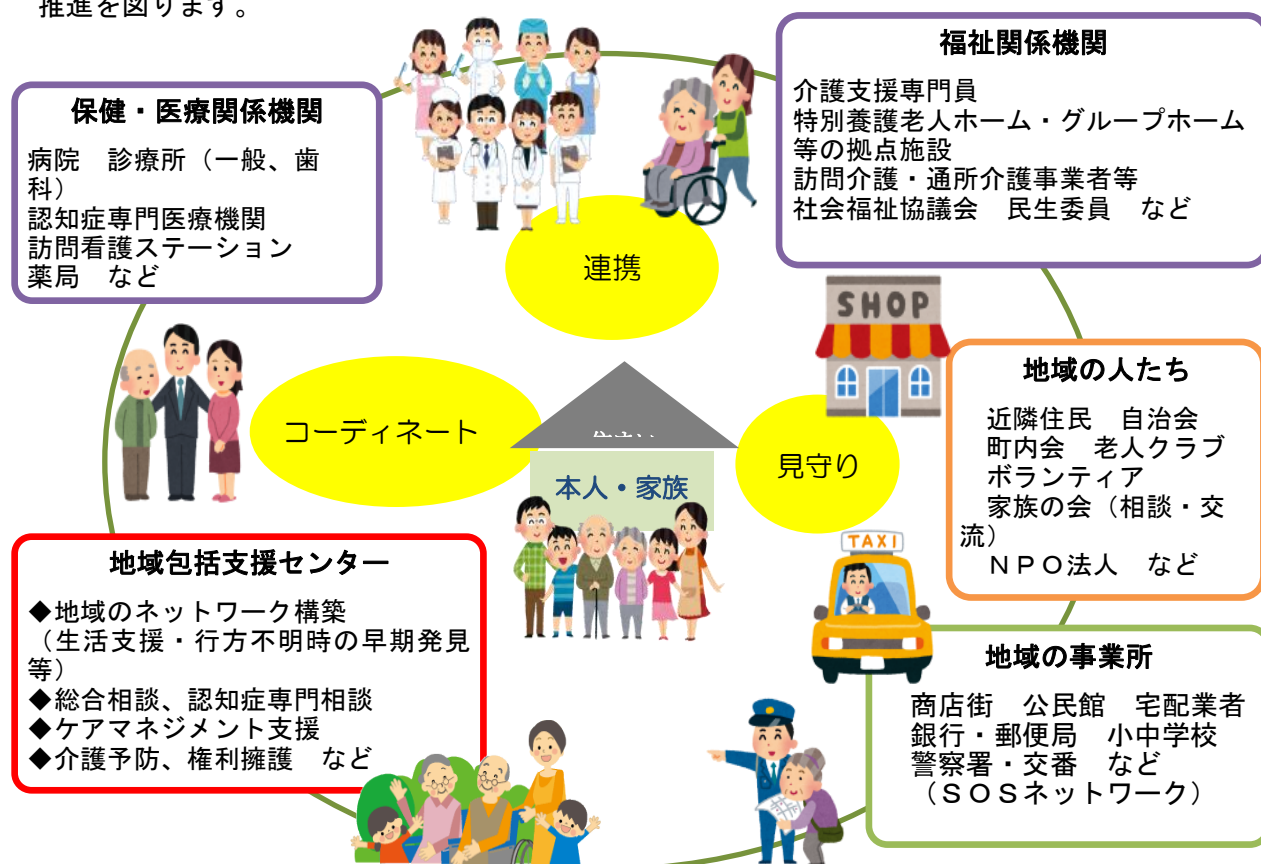 推進を図ります。
保健・医療関係機関
病院　診療所（一般、歯
科）
認知症専門医療機関
訪問看護ステーション
薬局　など
福祉関係機関
介護支援専門員
特別養護老人ホーム・グループホーム
等の拠点施設
訪問介護・通所介護事業者等
社会福祉協議会　民生委員　など
連携
SHOP
コーディネート
本人・家族
見守り
地域の人たち
近隣住民　自治会
町内会　老人クラブ
ボランティア
家族の会（相談・交
流）
ＮＰＯ法人　など
TAXI
地域包括支援センター
◆地域のネットワーク構築
（生活支援・行方不明時の早期発見
等）
◆総合相談、認知症専門相談
◆ケアマネジメント支援
◆介護予防、権利擁護　など
地域の事業所
商店街　公民館　宅配業者
銀行・郵便局　小中学校
警察署・交番　など
（ＳＯＳネットワーク）